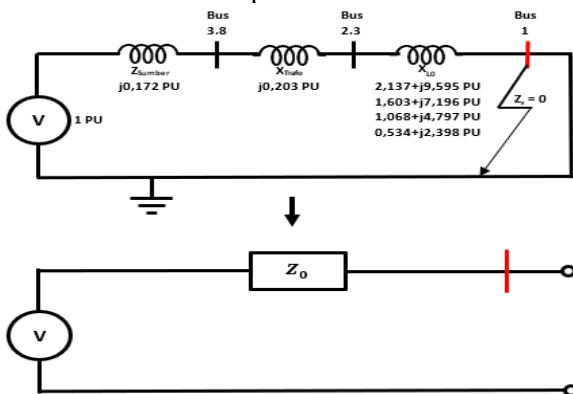 Bus
3.8
Bus
2.3
Bus
1
Z_Sumber
j0,172 PU
X_Trafo
j0,203 PU
X_L0
2,137+j9,595 PU
1,603+j7,196 PU
1,068+j4,797 PU
0,534+j2,398 PU
V
1 PU
Z_0
V